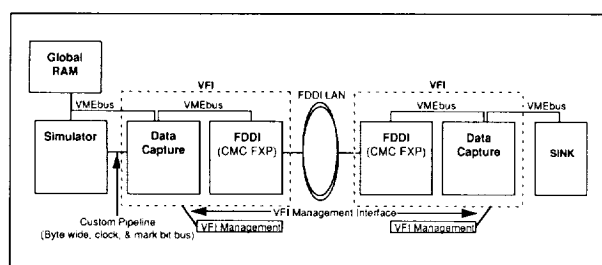 Global
RAM
VFI
FDDI LAN
VFI
VMEbus
VMEbus
VMEbus
VMEbus
Simulator
Data
Capture
FDDI
(CMC FXP)
FDDI
(CMC FXP)
Data
Capture
SINK
Custom Pipeline
(Byte wide, clock, & mark bit bus)
VFI Management Interface
VFI Management
VFI Management